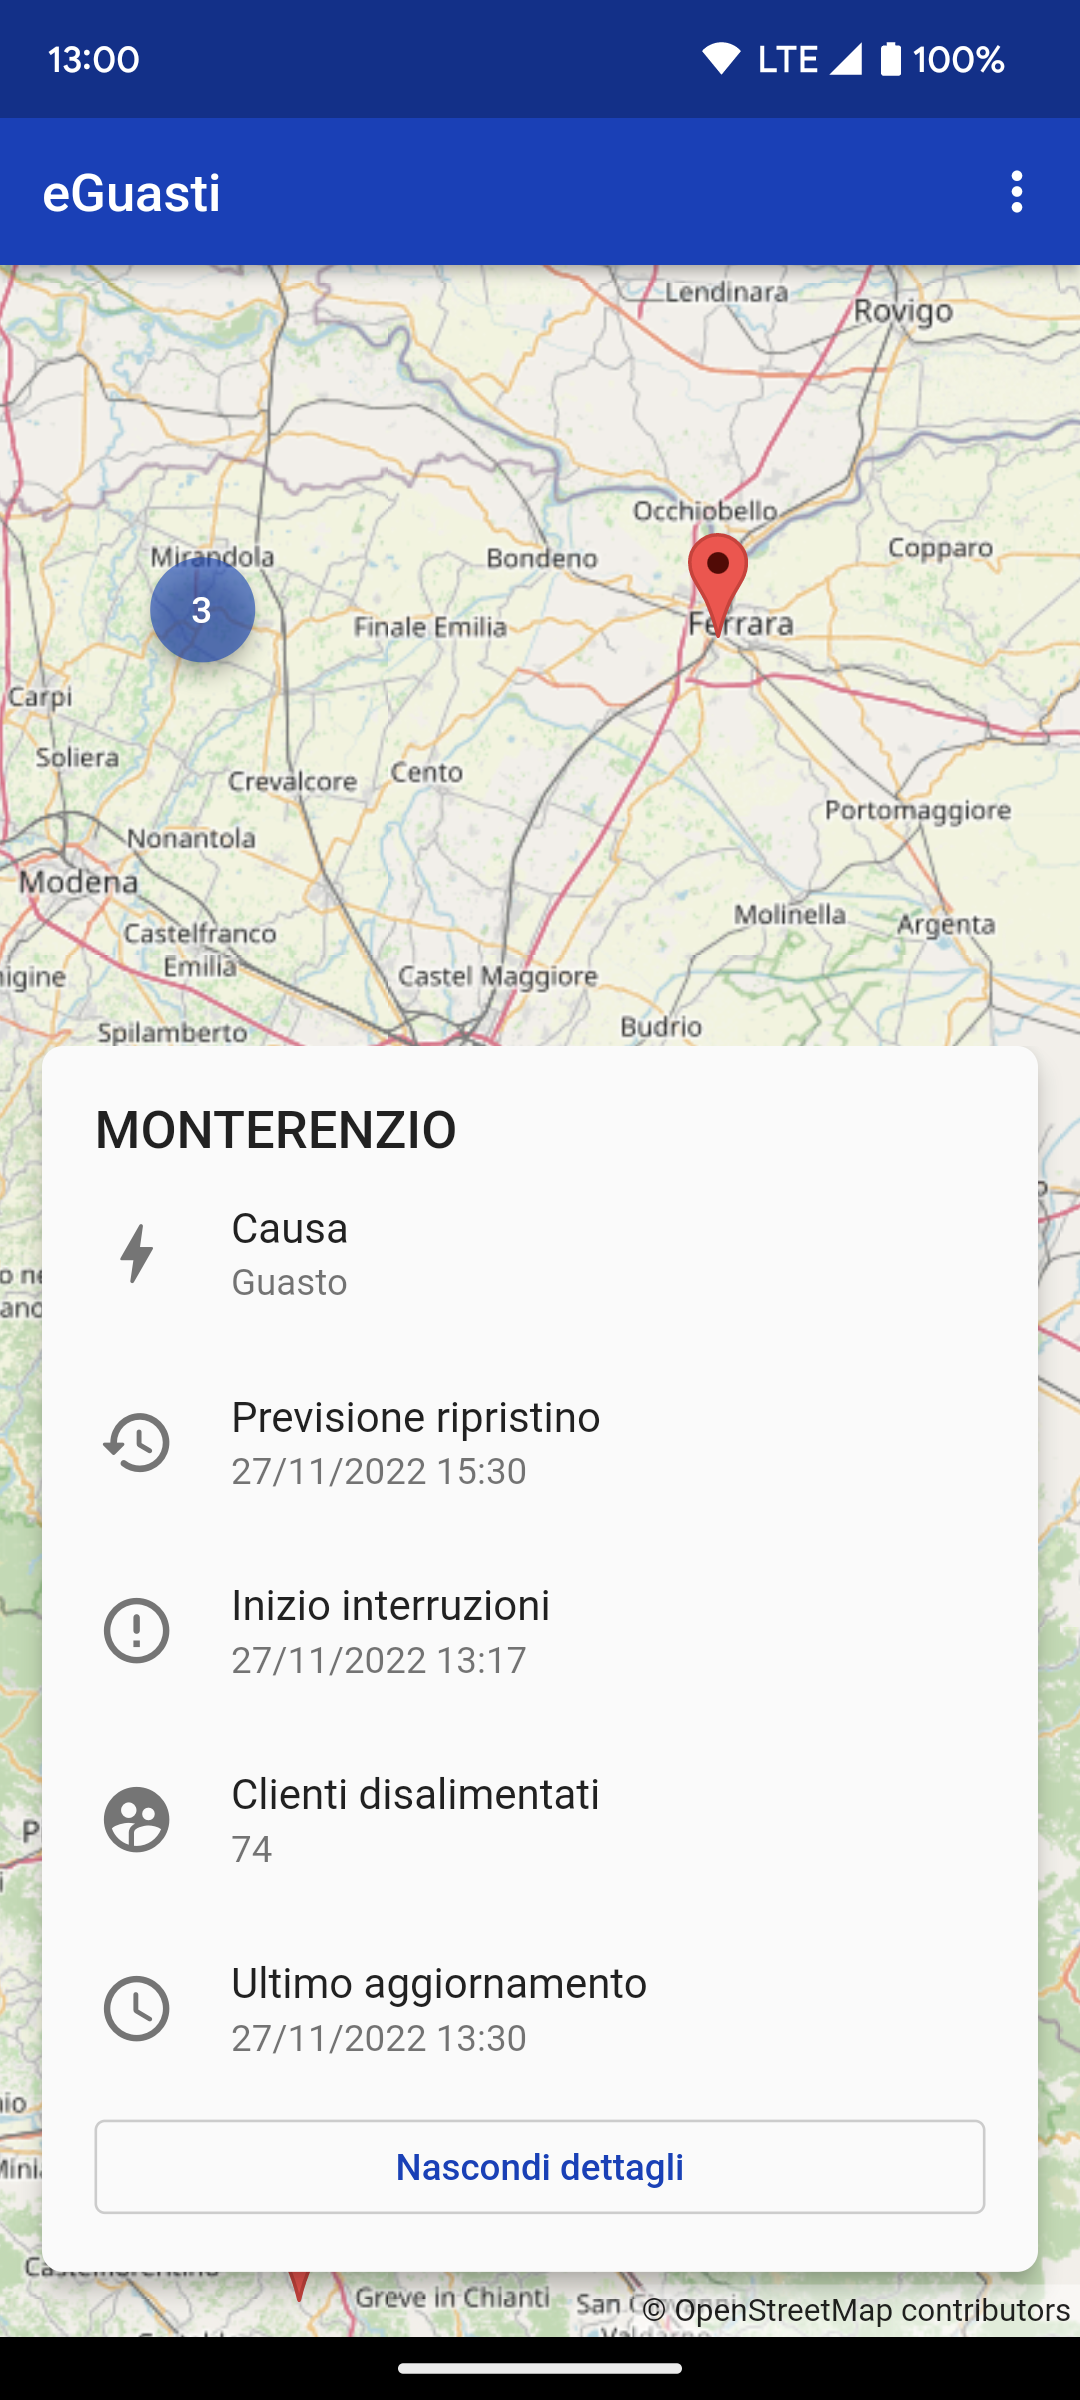 13:00
LTE
100%
eGuasti
Lendinara
Rovigo
Occhiobello
Mirandola
Bondeno
Copparo
3
Finale Emilia
Ferrara
Carpi
Soliera
Crevalcore
Cento
Portomaggiore
Nonantola
Modena
Molinella
Argenta
Castelfranco
Emilia
nigine
Castel Maggiore
Spilamberto
Budrio
MONTERENZIO
Causa
Guasto
Previsione ripristino
27/11/2022 15:30
Inizio interruzioni
27/11/2022 13:17
Clienti disalimentati
74
Ultimo aggiornamento
27/11/2022 13:30
Nascondi dettagli
Greve in Chianti
© OpenStreetMap contributors